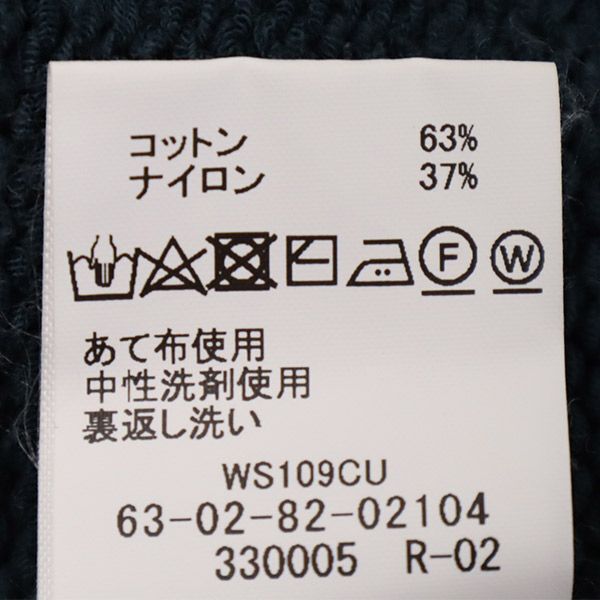 コットン 63%
ナイロン 37%
F W
あて布使用
中性洗剤使用
裏返し洗い
WS109CU
63-02-82-02104
330005 R-02